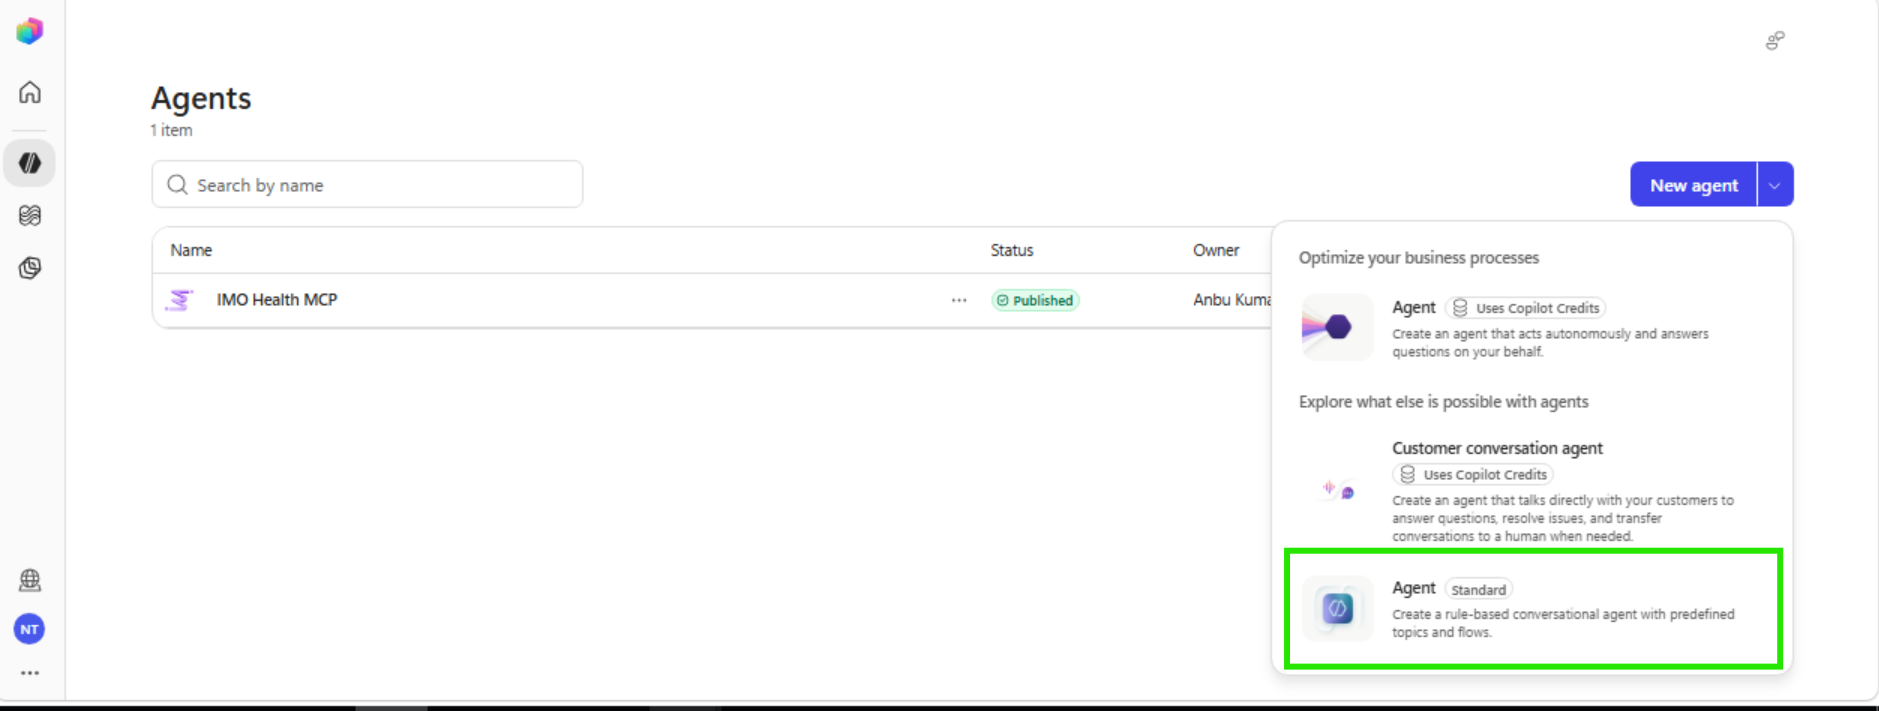 Agents
1 item
Search by name
New agent
Name Status Owner
IMO Health MCP ... Published Anbu Kuma
Optimize your business processes
Agent Uses Copilot Credits
Create an agent that acts autonomously and answers
questions on your behalf.
Explore what else is possible with agents
Customer conversation agent
Uses Copilot Credits
Create an agent that talks directly with your customers to
answer questions, resolve issues, and transfer
conversations to a human when needed.
Agent Standard
Create a rule-based conversational agent with predefined
topics and flows.
NT
...